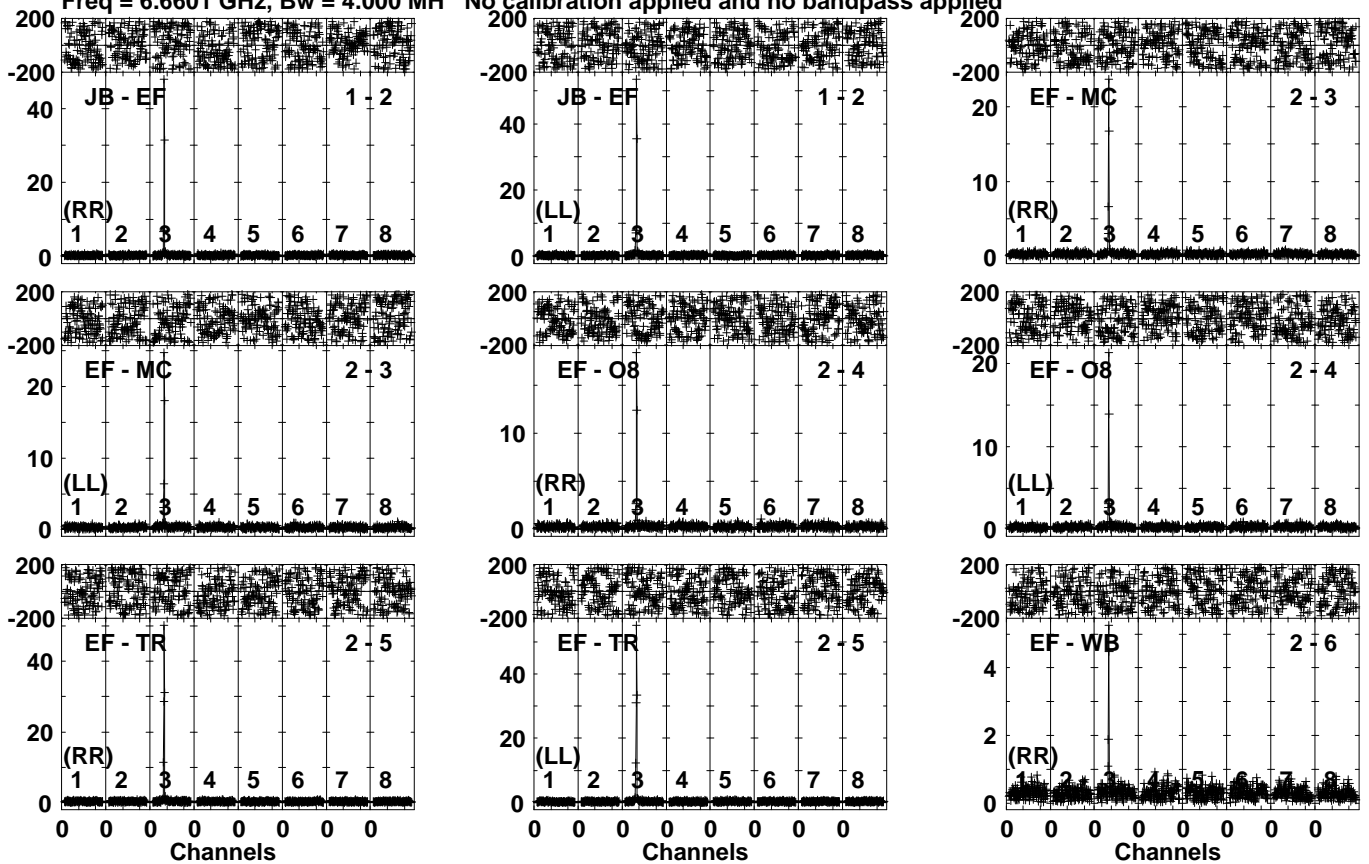 Freq = 6.6601 GHz, Bw = 4.000 MH No calibration applied and no bandpass applied
200 200 200
-200 -200 -200
JB - EF 1 - 2 JB - EF 1 - 2 EF - MC 2 - 3
40 40 20
20 20 10
(RR) (LL) (RR)
1 2 3 4 5 6 7 8 1 2 3 4 5 6 7 8 1 2 3 4 5 6 7 8
0 0 0
200 200 200
-200 -200 -200
EF - MC 2 - 3 EF - O8 2 - 4 EF - O8 2 - 4
20 10 20
10 10
(LL) (RR) (LL)
1 2 3 4 5 6 7 8 1 2 3 4 5 6 7 8 1 2 3 4 5 6 7 8
0 0 0
200 200 200
-200 -200 -200
EF - TR 2 - 5 EF - TR 2 - 5 EF - WB 2 - 6
40 40 4
20 20 2
(RR) (LL) (RR)
1 2 3 4 5 6 7 8 1 2 3 4 5 6 7 8 1 2 3 4 5 6 7 8
0 0 0
0 0 0 0 0 0 0 0 0 0 0 0 0 0 0 0 0 0 0 0 0 0 0 0
Channels Channels Channels